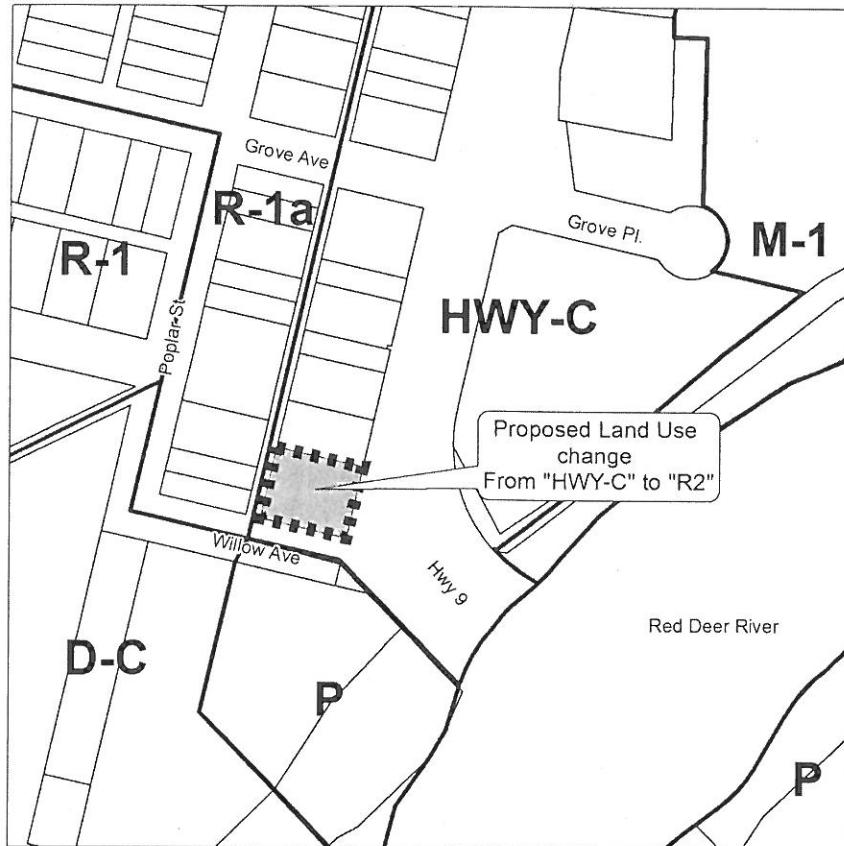 Grove Ave
R-1a
R-1
Grove Pl.
M-1
HWY-C
Poplar St
Proposed Land Use
change
From "HWY-C" to "R2"
Willow Ave
Hwy 9
Red Deer River
D-C
P
P